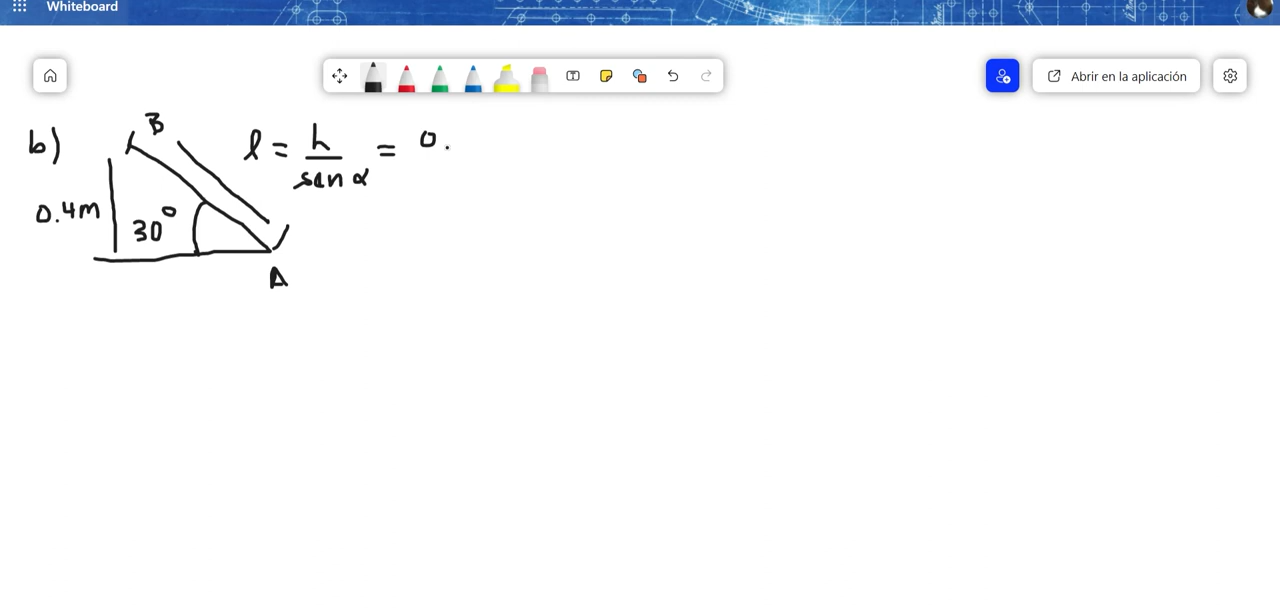 Whiteboard
Abrir en la aplicación
b)
B
l = h / sen α = 0.
0.4m
30°
A